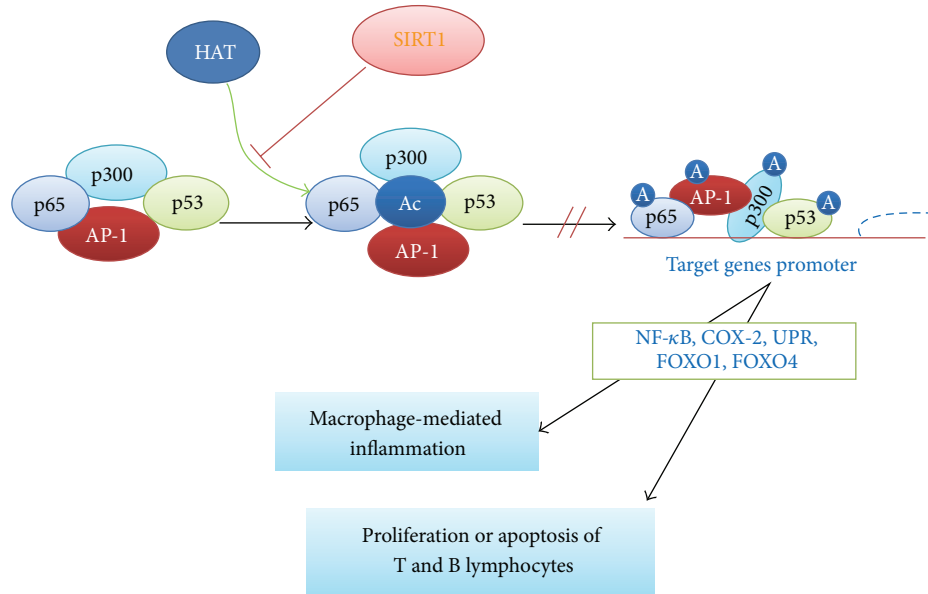 HAT
SIRT1
p300
p65
p53
AP-1
p300
p65
Ac
p53
AP-1
A
A
A
A
p65
AP-1
p300
p53
Target genes promoter
NF-κB, COX-2, UPR,
FOXO1, FOXO4
Macrophage-mediated
inflammation
Proliferation or apoptosis of
T and B lymphocytes